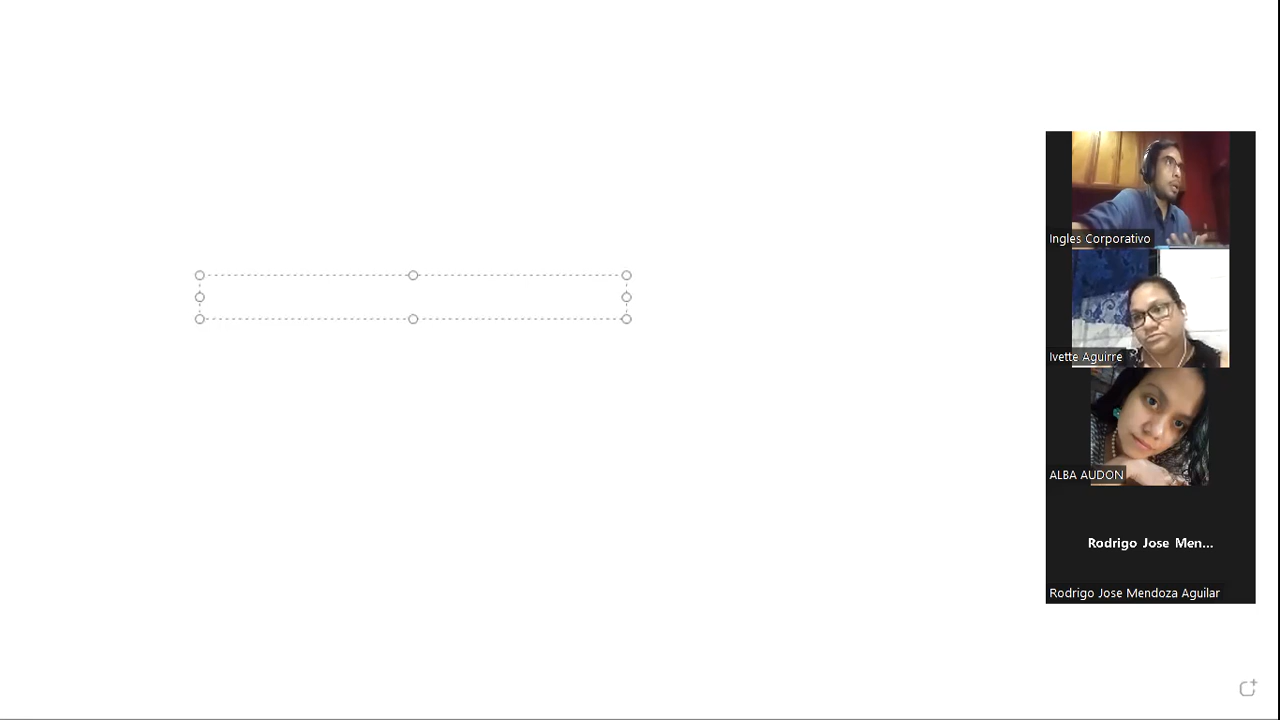 Ingles Corporativo
Ivette Aguirre
ALBA AUDON
Rodrigo Jose Men...
Rodrigo Jose Mendoza Aguilar